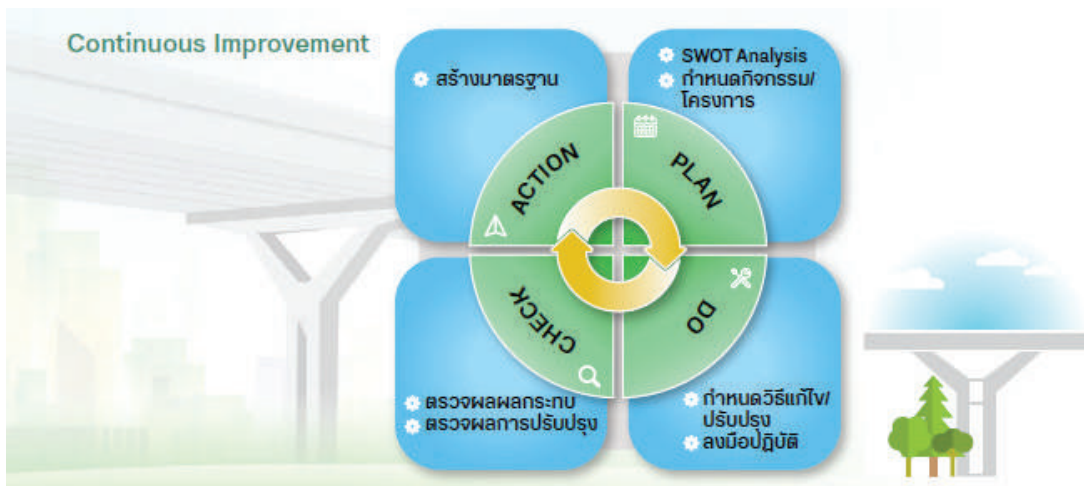 Continuous Improvement
สร้างมาตรฐาน
SWOT Analysis
กำหนดกิจกรรม/
โครงการ
ACTION
PLAN
CHECK
DO
ตรวจผลผลกระทบ
ตรวจผลการปรับปรุง
กำหนดวิธีแก้ไข/
ปรับปรุง
ลงมือปฏิบัติ